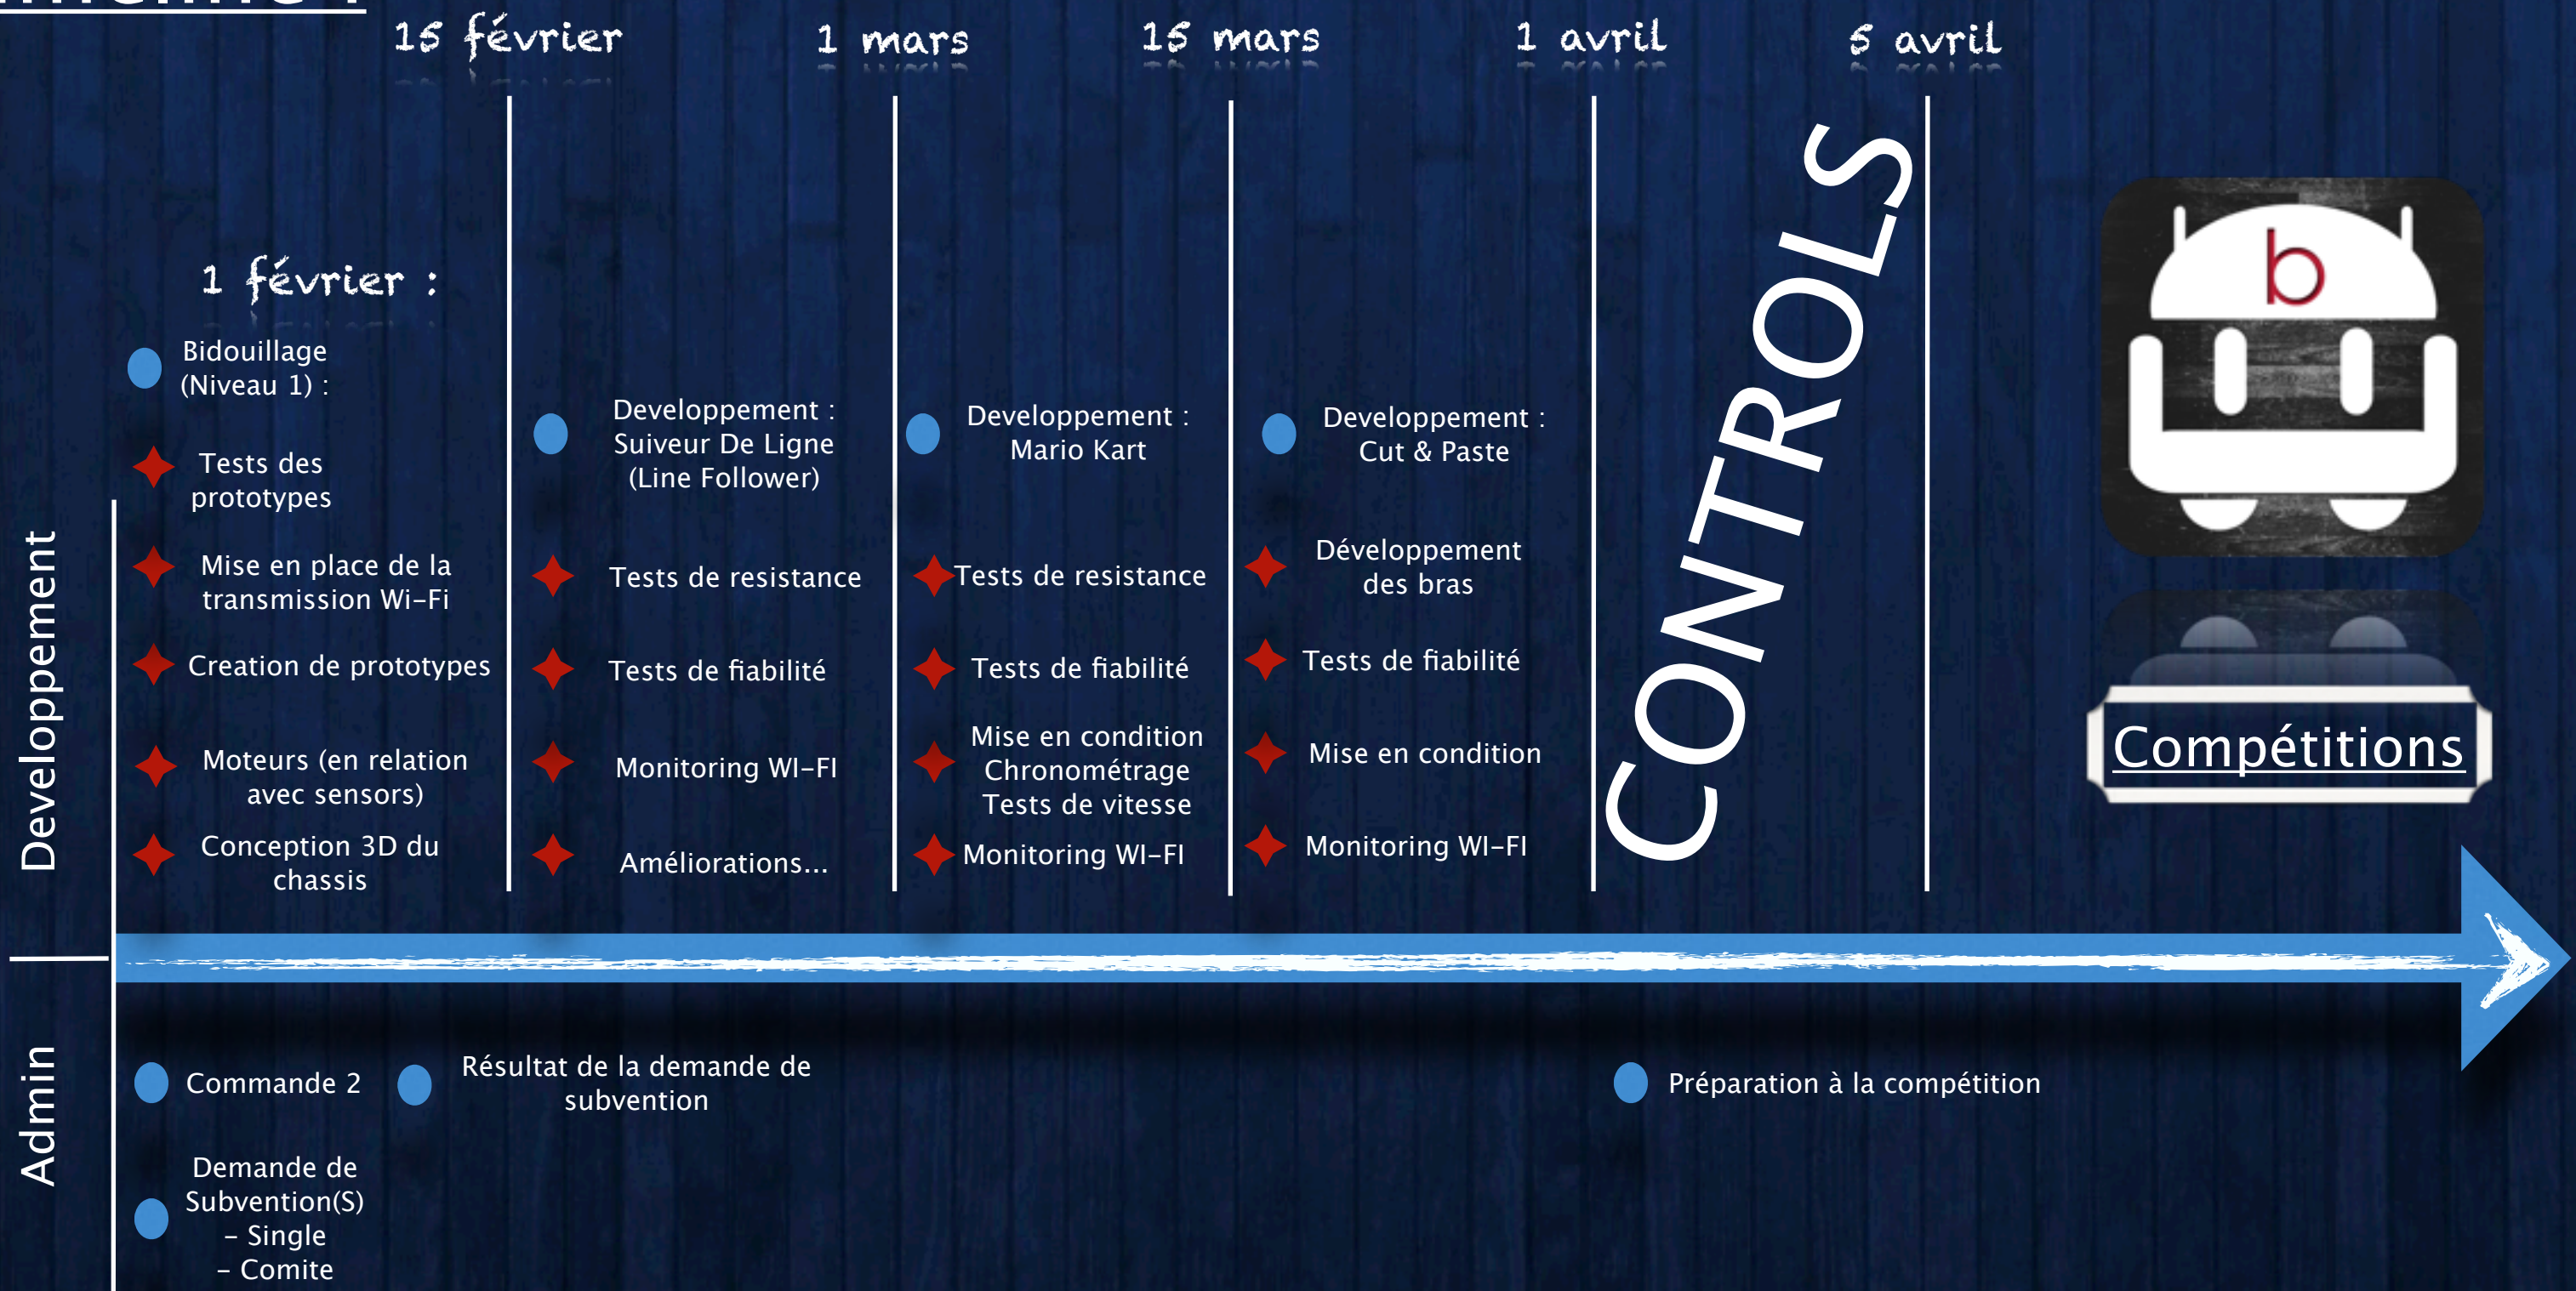 15 février
1 mars
15 mars
1 avril
5 avril
1 février :
Bidouillage
(Niveau 1) :
Tests des
prototypes
Mise en place de la
transmission Wi-Fi
Creation de prototypes
Moteurs (en relation
avec sensors)
Conception 3D du
chassis
Developpement :
Suiveur De Ligne
(Line Follower)
Tests de resistance
Tests de fiabilité
Monitoring WI-FI
Améliorations...
Developpement :
Mario Kart
Tests de resistance
Tests de fiabilité
Mise en condition
Chronométrage
Tests de vitesse
Monitoring WI-FI
Developpement :
Cut & Paste
Développement
des bras
Tests de fiabilité
Mise en condition
Monitoring WI-FI
CONTROLS
b
Compétitions
Developpement
Admin
Commande 2
Résultat de la demande de
subvention
Préparation à la compétition
Demande de
Subvention(S)
- Single
- Comite